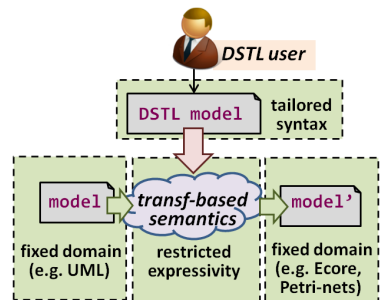 DSTL user
DSTL model
tailored
syntax
model
transf-based
semantics
model’
fixed domain
(e.g. UML)
restricted
expressivity
fixed domain
(e.g. Ecore,
Petri-nets)